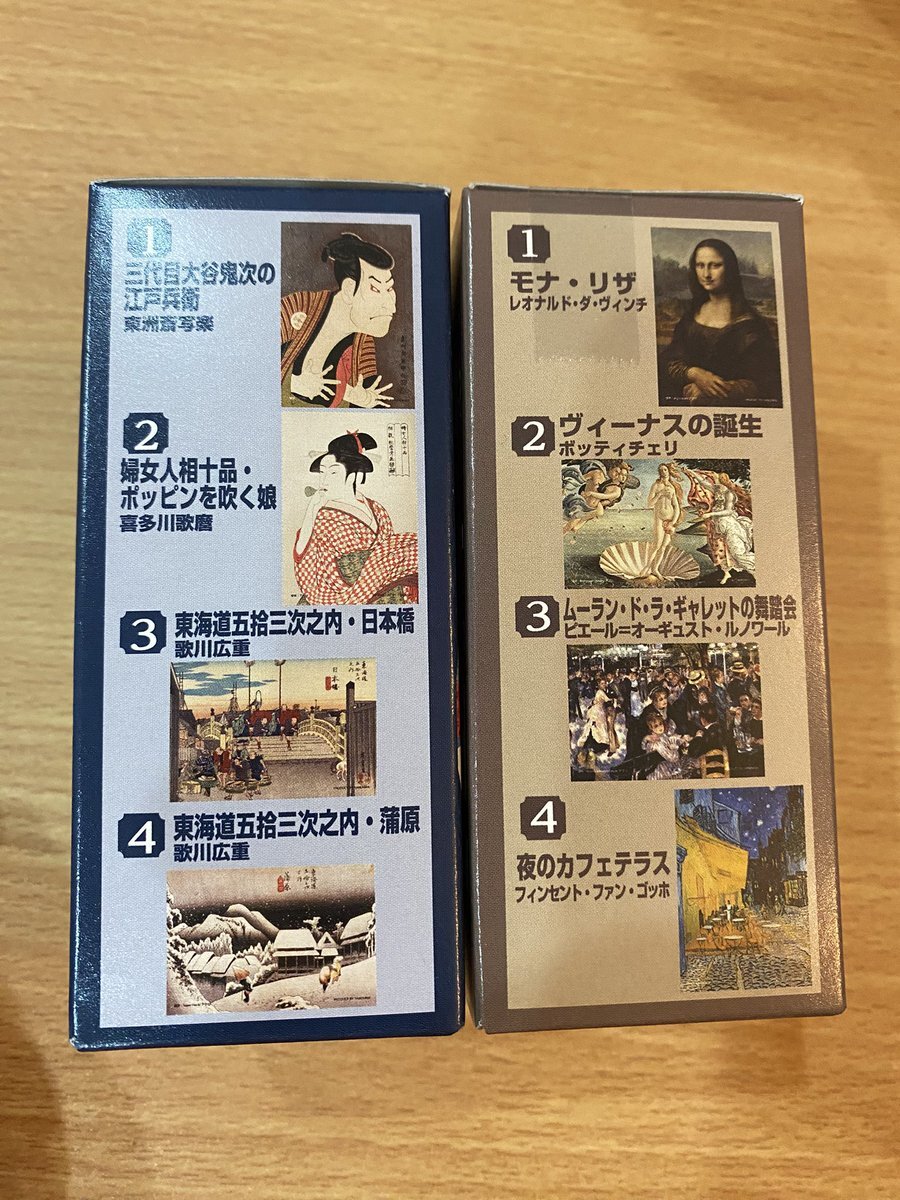 1
三代目大谷鬼次の
江戸兵衛
東洲斎写楽
2
婦女人相十品・
ポッピンを吹く娘
喜多川歌麿
3
東海道五拾三次之内・日本橋
歌川広重
4
東海道五拾三次之内・蒲原
歌川広重
1
モナ・リザ
レオナルド・ダ・ヴィンチ
2
ヴィーナスの誕生
ボッティチェリ
3
ムーラン・ド・ラ・ギャレットの舞踏会
ピエール=オーギュスト・ルノワール
4
夜のカフェテラス
フィンセント・ファン・ゴッホ